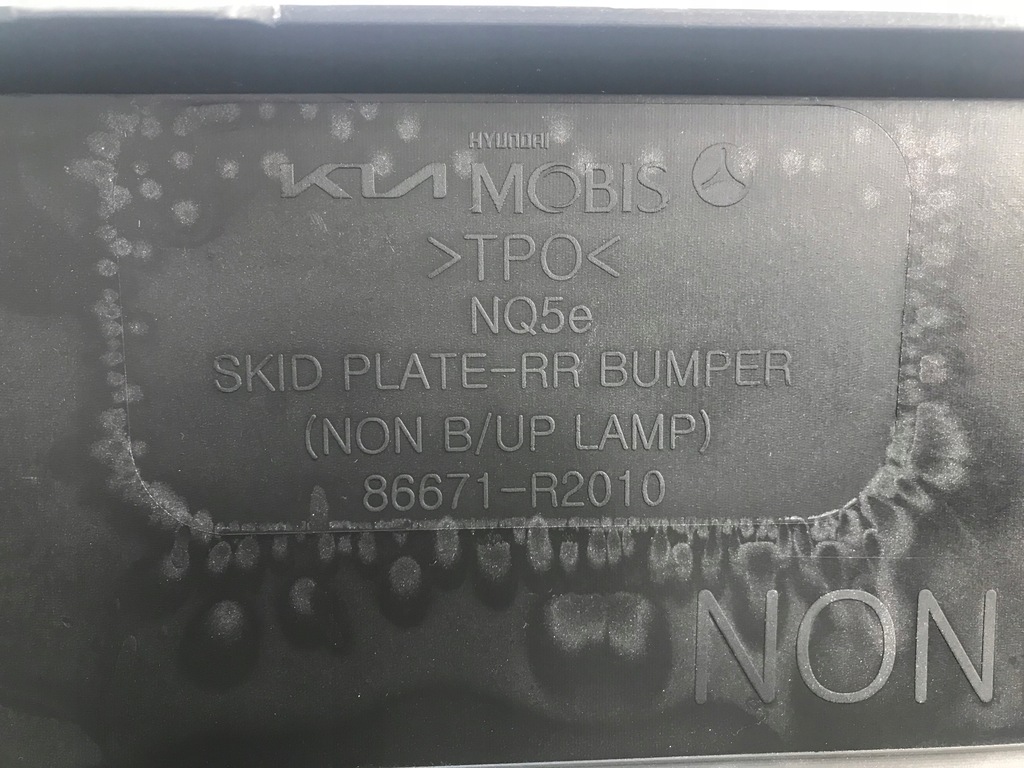 HYUNDAI
KIA MOBIS
>TPO<
NQ5e
SKID PLATE-RR BUMPER
(NON B/UP LAMP)
86671-R2010
NON